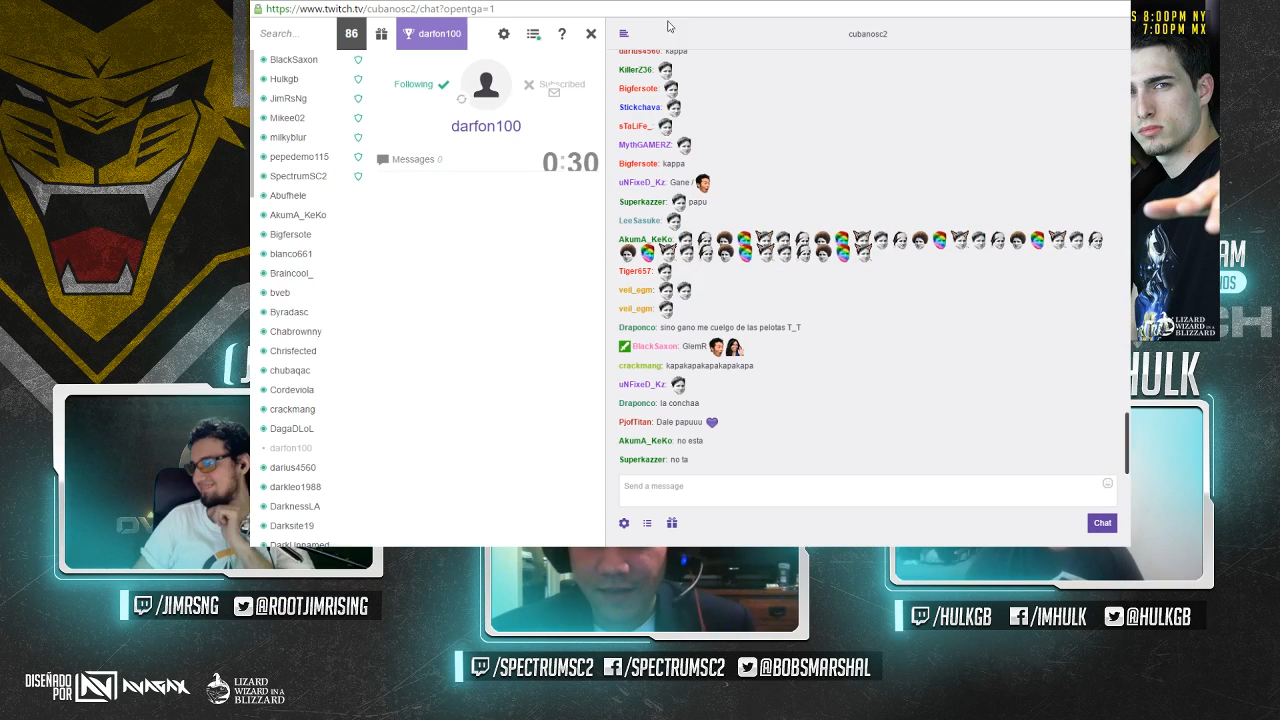 https://www.twitch.tv/cubanosc2/chat?opentga=1
Search...
86
darfon100
?
BlackSaxon
Hulkgb
JimRsNg
Mikee02
milkyblur
pepedemo115
SpectrumSC2
Abufhele
AkumA_KeKo
Bigfersote
blanco661
Braincool_
bveb
Byradasc
Chabrownny
Chrisfected
chubaqac
Cordeviola
crackmang
DagaDLoL
darfon100
darius4560
darkleo1988
DarknessLA
Darksite19
DarkUnnamed
Following
Subscribed
darfon100
Messages 0
0:30
cubanosc2
darius4560: kappa
KillerZ36:
Bigfersote:
Stickchava:
sTaLiFe_:
MythGAMERZ:
Bigfersote: kappa
uNFixeD_Kz: Gane /
Superkazzer: papu
LeeSasuke:
AkumA_KeKo:
Tiger657:
veil_egm:
veil_egm:
Draponco: sino gano me cuelgo de las pelotas T_T
BlackSaxon: GlemR
crackmang: kapakapakapakapakapa
uNFixeD_Kz:
Draponco: la conchaa
PjofTitan: Dale papuuu
AkumA_KeKo: no esta
Superkazzer: no ta
Send a message
Chat
S 8:00PM NY
7:00PM MX
LIZARD
WIZARD IN A
BLIZZARD
HULK
/JIMRSNG @ROOTJIMRISING
/SPECTRUMSC2 /SPECTRUMSC2 @BOBSMARSHAL
/HULKGB /IMHULK @HULKGB
DISEÑADO
POR
LIZARD
WIZARD IN A
BLIZZARD